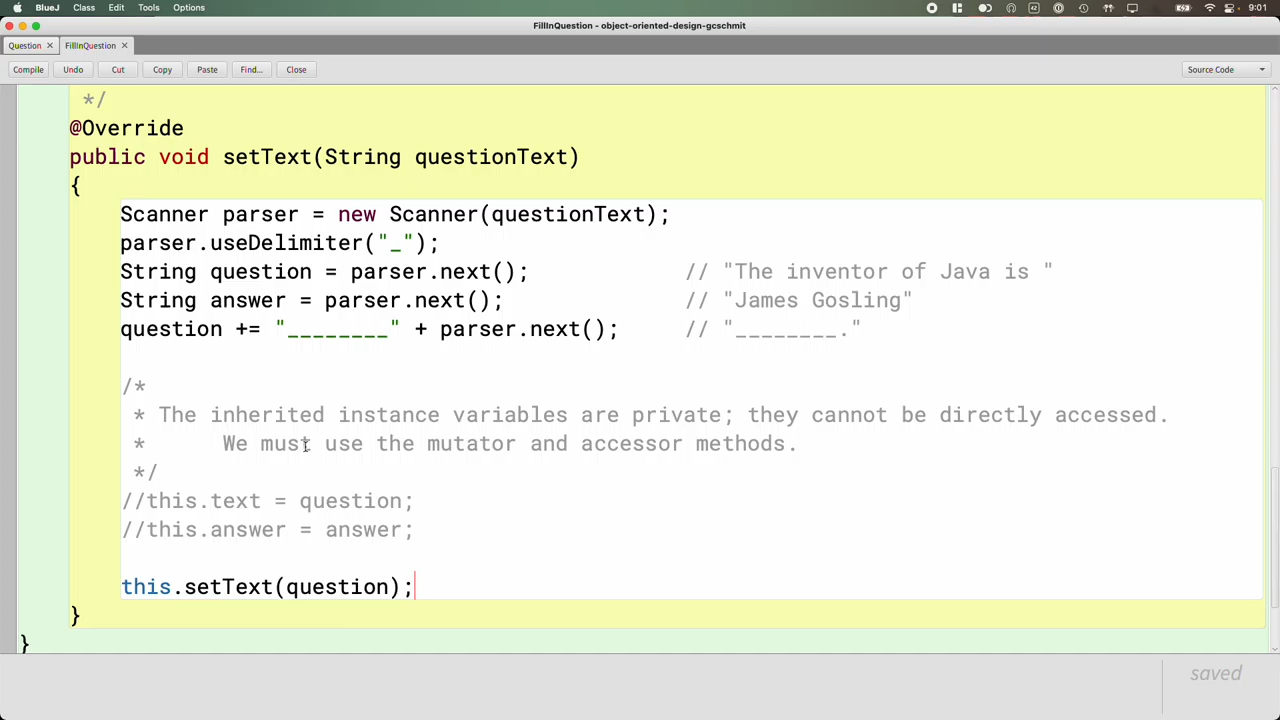 BlueJ Class Edit Tools Options 9:01
FillInQuestion - object-oriented-design-gcschmit
Question FillInQuestion
Compile Undo Cut Copy Paste Find... Close Source Code
*/
@Override
public void setText(String questionText)
{
Scanner parser = new Scanner(questionText);
parser.useDelimiter("_");
String question = parser.next(); // "The inventor of Java is "
String answer = parser.next(); // "James Gosling"
question += "________" + parser.next(); // "________."
/*
* The inherited instance variables are private; they cannot be directly accessed.
* We must use the mutator and accessor methods.
*/
//this.text = question;
//this.answer = answer;
this.setText(question);
}
}
saved